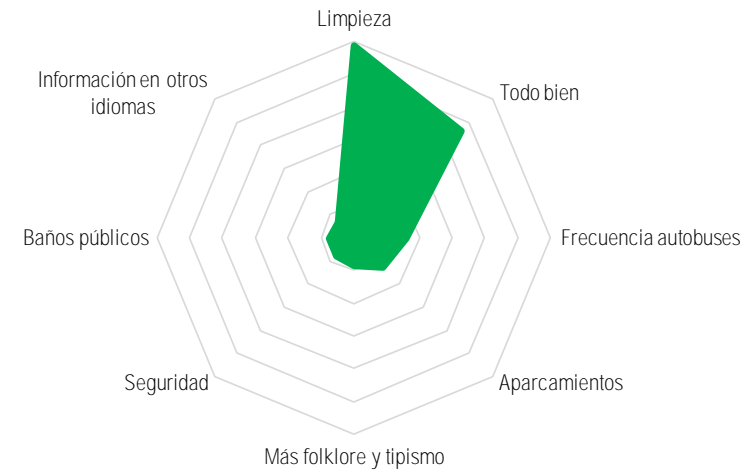 Limpieza
Todo bien
Frecuencia autobuses
Aparcamientos
Más folklore y tipismo
Seguridad
Baños públicos
Información en otros
idiomas